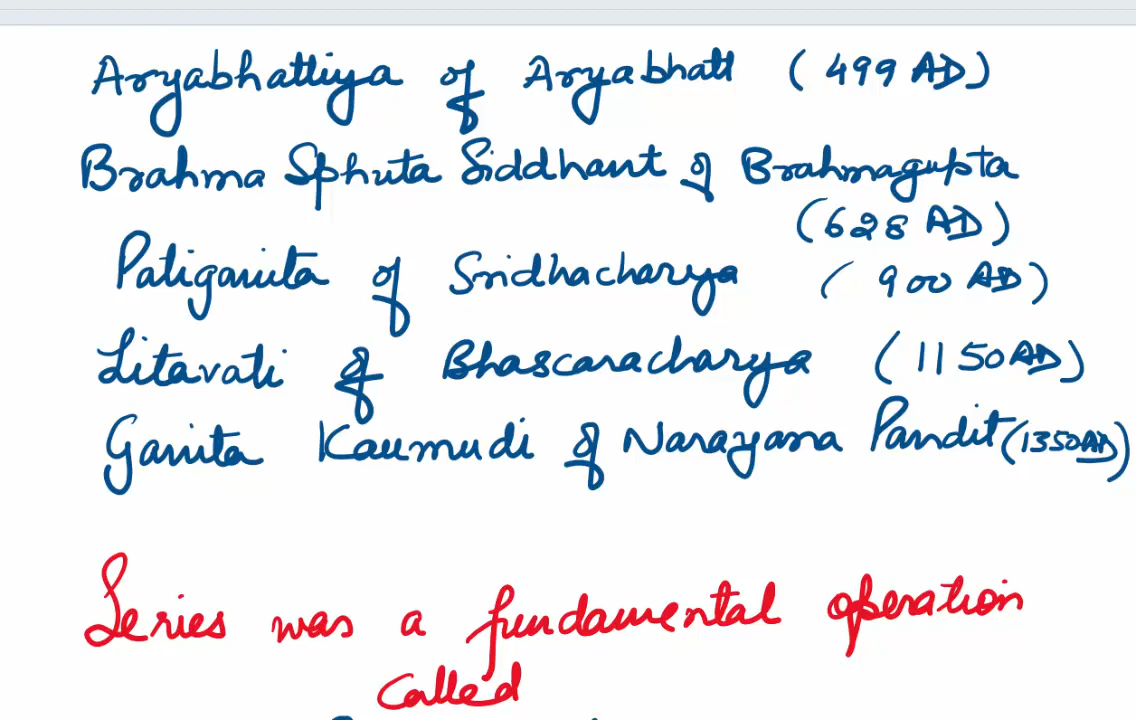 Aryabhattiya of Aryabhatt (499 AD)
Brahma Sphuta Siddhant of Brahmagupta
(628 AD)
Patiganita of Sridhacharya (900 AD)
Lilavati of Bhascaracharya (1150 AD)
Ganita Kaumudi of Narayana Pandit (1350 AD)
Series was a fundamental operation
called